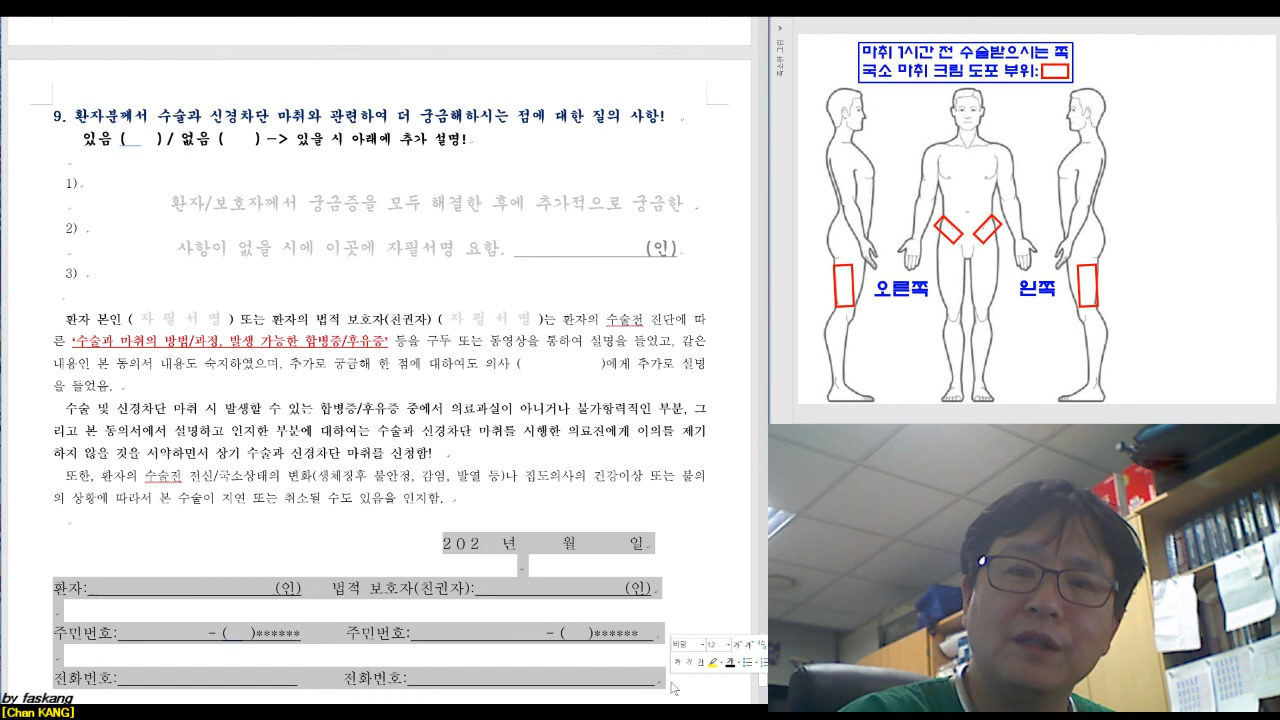 9. 환자분께서 수술과 신경차단 마취와 관련하여 더 궁금해하시는 점에 대한 질의 사항!
있음 (     ) / 없음 (     ) -> 있을 시 아래에 추가 설명!
1)
환자/보호자께서 궁금증을 모두 해결한 후에 추가적으로 궁금한
2)
사항이 없을 시에 이곳에 자필서명 요함. ______________(인)
3)
환자 본인 ( 자 필 서 명 ) 또는 환자의 법적 보호자(친권자) ( 자 필 서 명 )는 환자의 수술전 진단에 따
른 '수술과 마취의 방법/과정, 발생 가능한 합병증/후유증' 등을 구두 또는 동영상을 통하여 설명을 들었고, 같은
내용인 본 동의서 내용도 숙지하였으며, 추가로 궁금해 한 점에 대하여도 의사 (            )에게 추가로 설명
을 들었음.
수술 및 신경차단 마취 시 발생할 수 있는 합병증/후유증 중에서 의료과실이 아니거나 불가항력적인 부분, 그
리고 본 동의서에서 설명하고 인지한 부분에 대하여는 수술과 신경차단 마취를 시행한 의료진에게 이의를 제기
하지 않을 것을 서약하면서 상기 수술과 신경차단 마취를 신청함!
또한, 환자의 수술전 전신/국소상태의 변화(생체징후 불안정, 감염, 발열 등)나 집도의사의 건강이상 또는 불의
의 상황에 따라서 본 수술이 지연 또는 취소될 수도 있음을 인지함.
202   년     월     일
환자:____________________(인)    법적 보호자(친권자):________________(인)
주민번호:__________ - (   )******    주민번호:_______________ - (   )******
전화번호:____________________    전화번호:____________________________
바탕 12
by faskang
[Chan KANG]
마취 1시간 전 수술받으시는 쪽
국소 마취 크림 도포 부위:
오른쪽
왼쪽